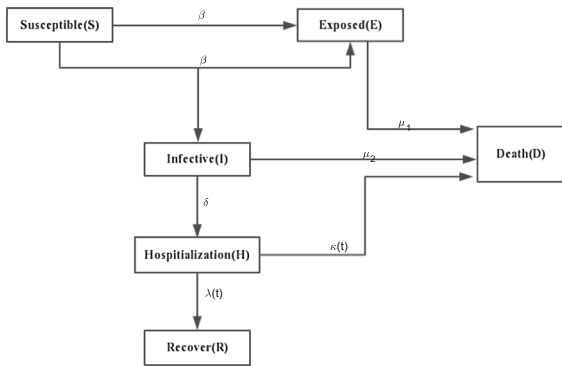 Susceptible(S)
β
Exposed(E)
β
μ1
Infective(I)
μ2
Death(D)
δ
Hospitialization(H)
κ(t)
λ(t)
Recover(R)